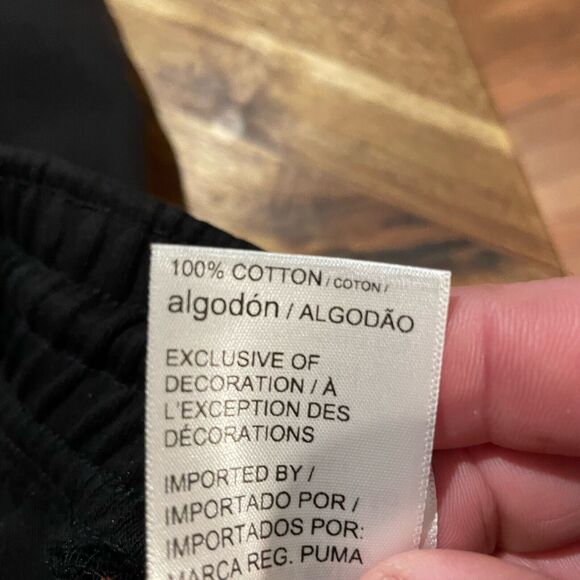 100% COTTON / COTON /
algodón / ALGODÃO
EXCLUSIVE OF
DECORATION / À
L'EXCEPTION DES
DÉCORATIONS
IMPORTED BY /
IMPORTADO POR /
IMPORTADOS POR:
MARCA REG. PUMA